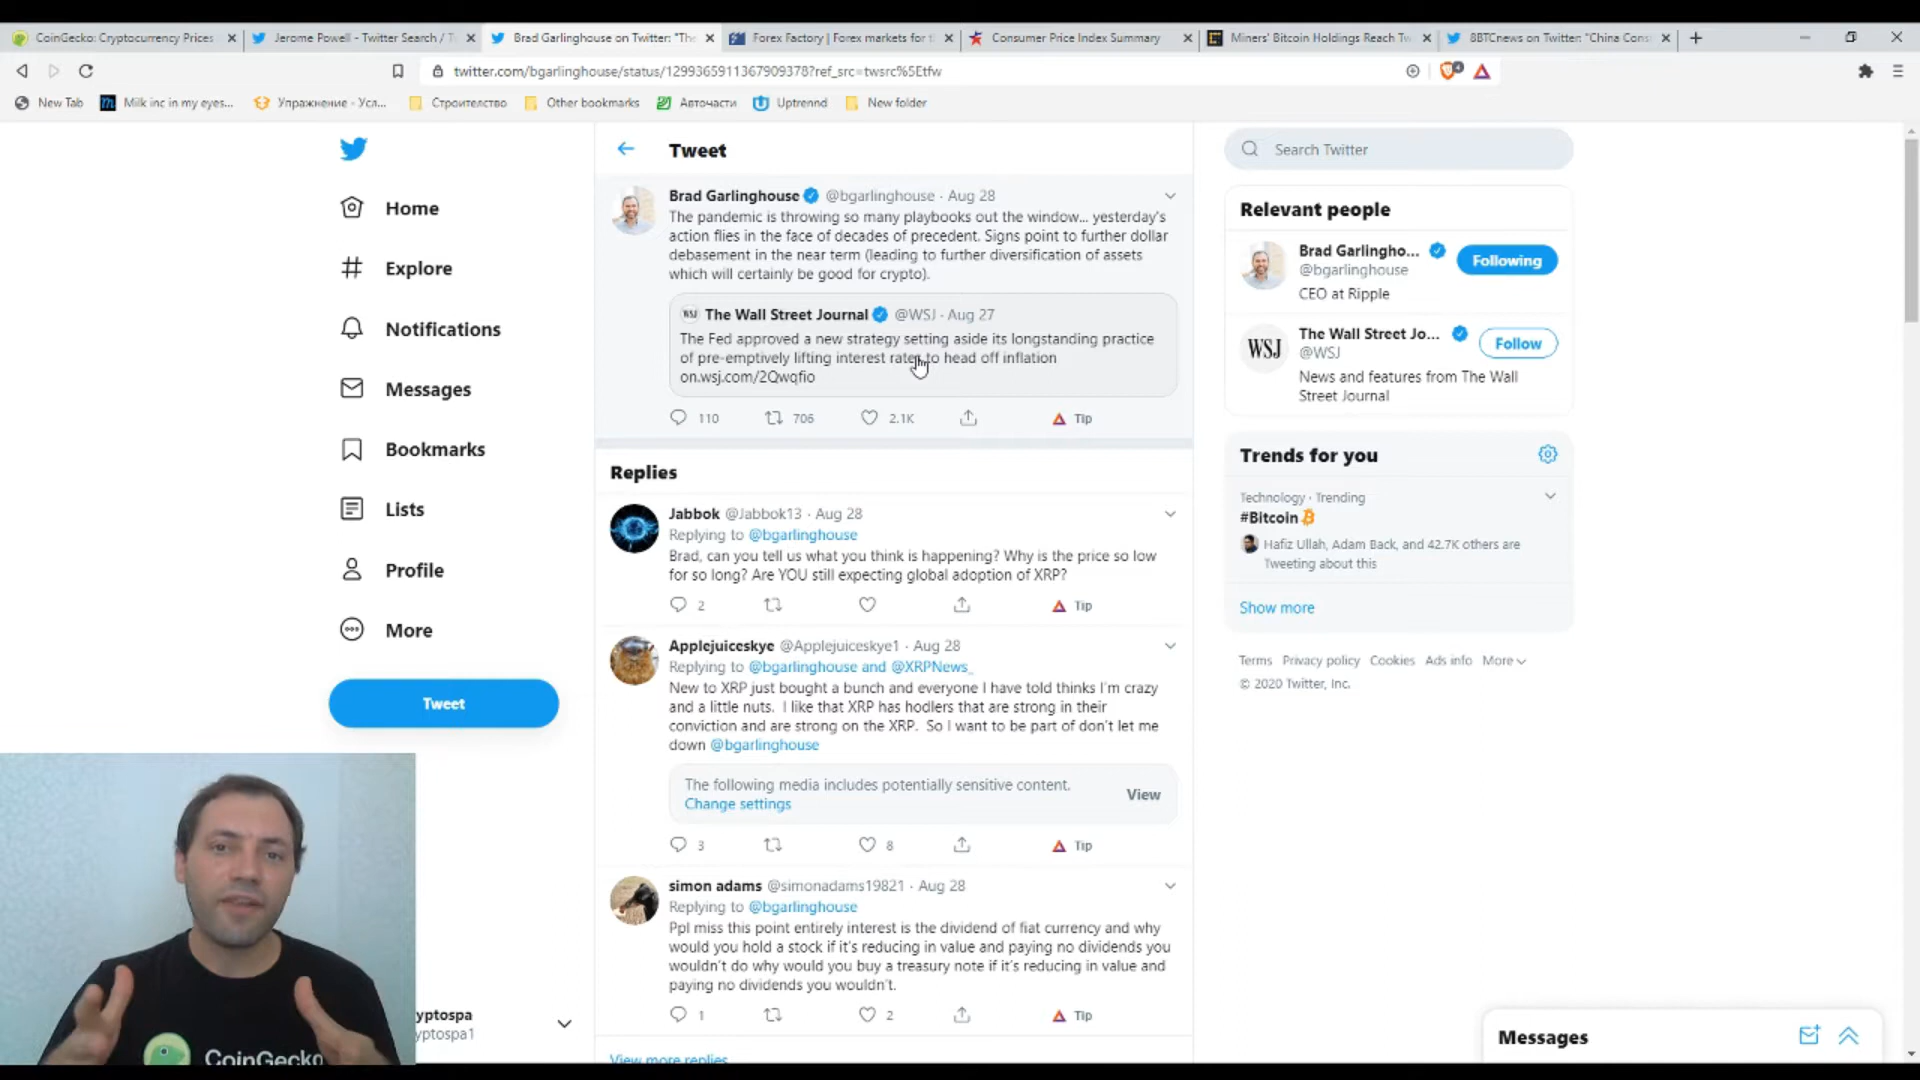 CoinGecko: Cryptocurrency Prices
Jerome Powell - Twitter Search / T
Brad Garlinghouse on Twitter: "The
Forex Factory | Forex markets for t
Consumer Price Index Summary
Miners' Bitcoin Holdings Reach Tw
8BTCnews on Twitter: "China Cons
twitter.com/bgarlinghouse/status/1299365911367909378?ref_src=twsrc%5Etfw
New Tab
Milk inc in my eyes...
Упражнение - Усл...
Строителство
Other bookmarks
Авточасти
Uptrennd
New folder
Home
Explore
Notifications
Messages
Bookmarks
Lists
Profile
More
Tweet
yptospa
yptospa1
CoinGecko
Tweet
Brad Garlinghouse @bgarlinghouse · Aug 28
The pandemic is throwing so many playbooks out the window... yesterday's
action flies in the face of decades of precedent. Signs point to further dollar
debasement in the near term (leading to further diversification of assets
which will certainly be good for crypto).
WSJ The Wall Street Journal @WSJ · Aug 27
The Fed approved a new strategy setting aside its longstanding practice
of pre-emptively lifting interest rates to head off inflation
on.wsj.com/2Qwqfio
110 706 2.1K Tip
Replies
Jabbok @Jabbok13 · Aug 28
Replying to @bgarlinghouse
Brad, can you tell us what you think is happening? Why is the price so low
for so long? Are YOU still expecting global adoption of XRP?
2 Tip
Applejuiceskye @Applejuiceskye1 · Aug 28
Replying to @bgarlinghouse and @XRPNews_
New to XRP just bought a bunch and everyone I have told thinks I'm crazy
and a little nuts. I like that XRP has hodlers that are strong in their
conviction and are strong on the XRP. So I want to be part of don't let me
down @bgarlinghouse
The following media includes potentially sensitive content.
Change settings
View
3 8 Tip
simon adams @simonadams19821 · Aug 28
Replying to @bgarlinghouse
Ppl miss this point entirely interest is the dividend of fiat currency and why
would you hold a stock if it's reducing in value and paying no dividends you
wouldn't do why would you buy a treasury note if it's reducing in value and
paying no dividends you wouldn't.
1 2 Tip
View more replies
Search Twitter
Relevant people
Brad Garlingho...
@bgarlinghouse
Following
CEO at Ripple
WSJ
The Wall Street Jo...
@WSJ
Follow
News and features from The Wall
Street Journal
Trends for you
Technology · Trending
#Bitcoin
Hafiz Ullah, Adam Back, and 42.7K others are
Tweeting about this
Show more
Terms Privacy policy Cookies Ads info More
© 2020 Twitter, Inc.
Messages